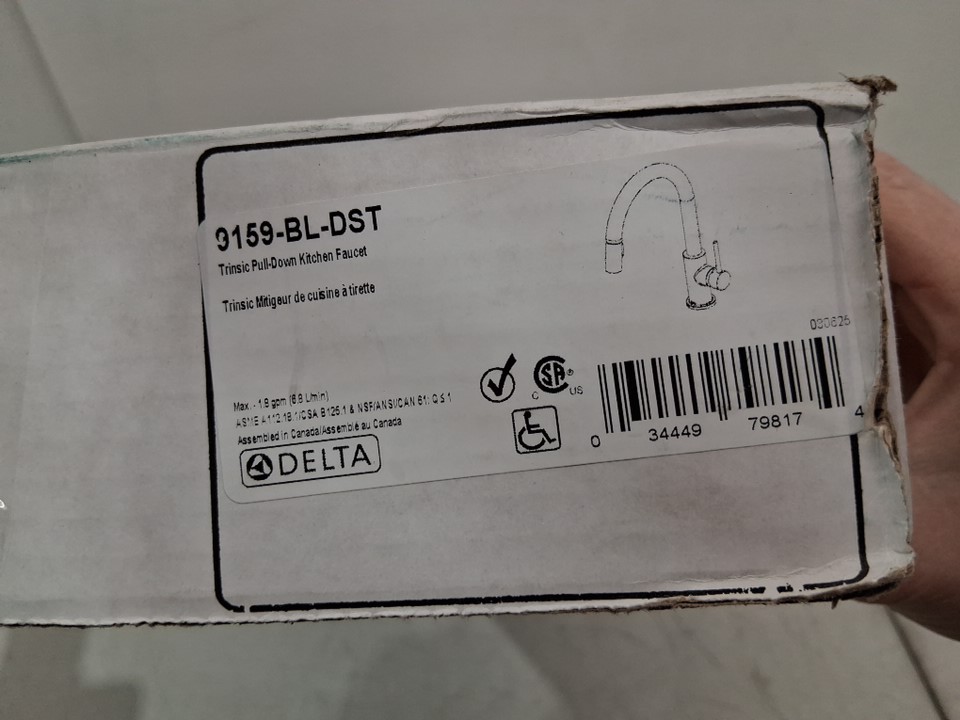 9159-BL-DST
Trinsic Pull-Down Kitchen Faucet
Trinsic Mitigeur de cuisine à tirette
030625
Max. - 1.8 gpm (6.8 L/min)
ASME A112.18.1/CSA B125.1 & NSF/ANSI/CAN 61: Q ≤ 1
Assembled in Canada/Assemblé au Canada
DELTA
SA®
C US
0 34449 79817 4